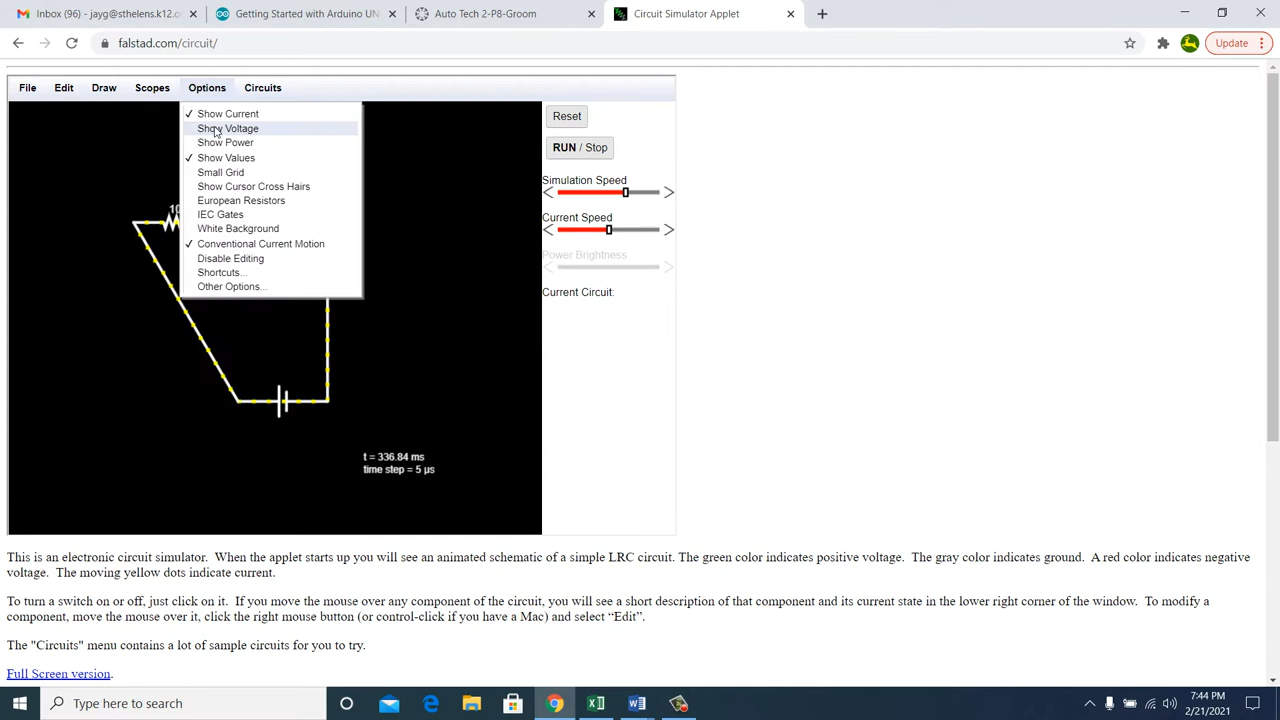 Inbox (96) - jayg@sthelens.k12.o
Getting Started with Arduino UN
Auto Tech 2-P8-Groom
Circuit Simulator Applet
falstad.com/circuit/
Update
File Edit Draw Scopes Options Circuits
Show Current
Show Voltage
Show Power
Show Values
Small Grid
Show Cursor Cross Hairs
European Resistors
IEC Gates
White Background
Conventional Current Motion
Disable Editing
Shortcuts...
Other Options...
Reset
RUN / Stop
Simulation Speed
Current Speed
Power Brightness
Current Circuit:
10
t = 336.84 ms
time step = 5 µs
This is an electronic circuit simulator. When the applet starts up you will see an animated schematic of a simple LRC circuit. The green color indicates positive voltage. The gray color indicates ground. A red color indicates negative
voltage. The moving yellow dots indicate current.
To turn a switch on or off, just click on it. If you move the mouse over any component of the circuit, you will see a short description of that component and its current state in the lower right corner of the window. To modify a
component, move the mouse over it, click the right mouse button (or control-click if you have a Mac) and select “Edit”.
The "Circuits" menu contains a lot of sample circuits for you to try.
Full Screen version.
Type here to search
7:44 PM
2/21/2021